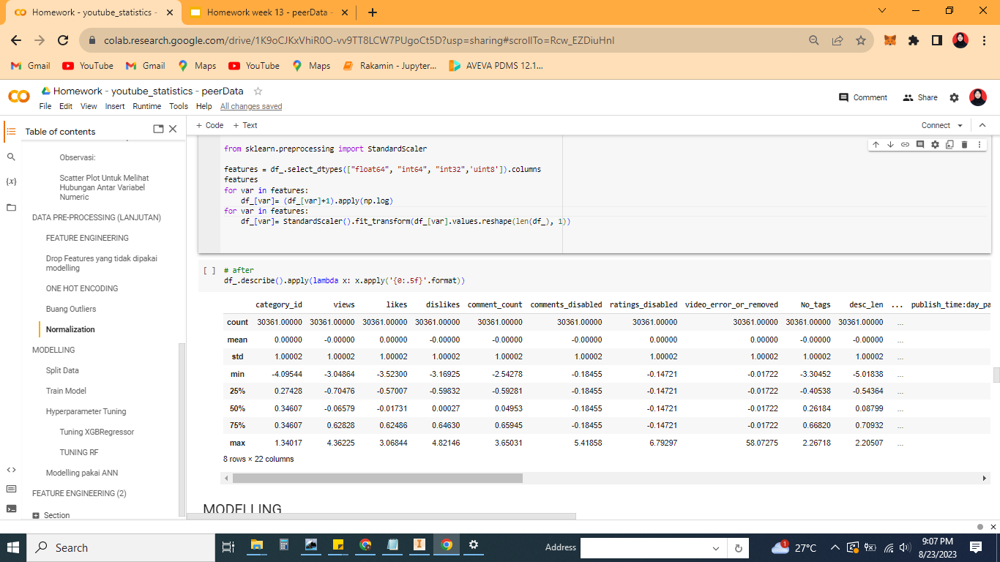 Homework - youtube_statistics -
Homework week 13 - peerData -
colab.research.google.com/drive/1K9oCJKxVhiR0O-vv9TT8LCW7PUgoCt5D?usp=sharing#scrollTo=Rcw_EZDiuHnI
Gmail YouTube Gmail Maps YouTube Maps Rakamin - Jupyter... AVEVA PDMS 12.1...
Homework - youtube_statistics - peerData
Comment Share
File Edit View Insert Runtime Tools Help All changes saved
Table of contents
Observasi:
Scatter Plot Untuk Melihat
Hubungan Antar Variabel
Numeric
DATA PRE-PROCESSING (LANJUTAN)
FEATURE ENGINEERING
Drop Features yang tidak dipakai
modelling
ONE HOT ENCODING
Buang Outliers
Normalization
MODELLING
Split Data
Train Model
Hyperparameter Tuning
Tuning XGBRegressor
TUNING RF
Modelling pakai ANN
FEATURE ENGINEERING (2)
Section
+ Code + Text
Connect
from sklearn.preprocessing import StandardScaler
features = df_.select_dtypes(["float64", "int64", "int32",'uint8']).columns
features
for var in features:
df_[var]= (df_[var]+1).apply(np.log)
for var in features:
df_[var]= StandardScaler().fit_transform(df_[var].values.reshape(len(df_), 1))
[ ] # after
df_.describe().apply(lambda x: x.apply('{0:.5f}'.format))
category_id views likes dislikes comment_count comments_disabled ratings_disabled video_error_or_removed No_tags desc_len ... publish_time:day_pa
count 30361.00000 30361.00000 30361.00000 30361.00000 30361.00000 30361.00000 30361.00000 30361.00000 30361.00000 30361.00000 ...
mean 0.00000 -0.00000 0.00000 -0.00000 -0.00000 -0.00000 0.00000 0.00000 -0.00000 -0.00000 ...
std 1.00002 1.00002 1.00002 1.00002 1.00002 1.00002 1.00002 1.00002 1.00002 1.00002 ...
min -4.09544 -3.04864 -3.52300 -3.16925 -2.54278 -0.18455 -0.14721 -0.01722 -3.30452 -5.01838 ...
25% 0.27428 -0.70476 -0.57007 -0.59832 -0.59281 -0.18455 -0.14721 -0.01722 -0.40538 -0.54364 ...
50% 0.34607 -0.06579 -0.01731 0.00027 0.04953 -0.18455 -0.14721 -0.01722 0.26184 0.08799 ...
75% 0.34607 0.62828 0.62486 0.64630 0.65945 -0.18455 -0.14721 -0.01722 0.66820 0.70932 ...
max 1.34017 4.36225 3.06844 4.82146 3.65031 5.41858 6.79297 58.07275 2.26718 2.20507 ...
8 rows × 22 columns
MODELLING
Search
Address
1
27°C
9:07 PM
8/23/2023